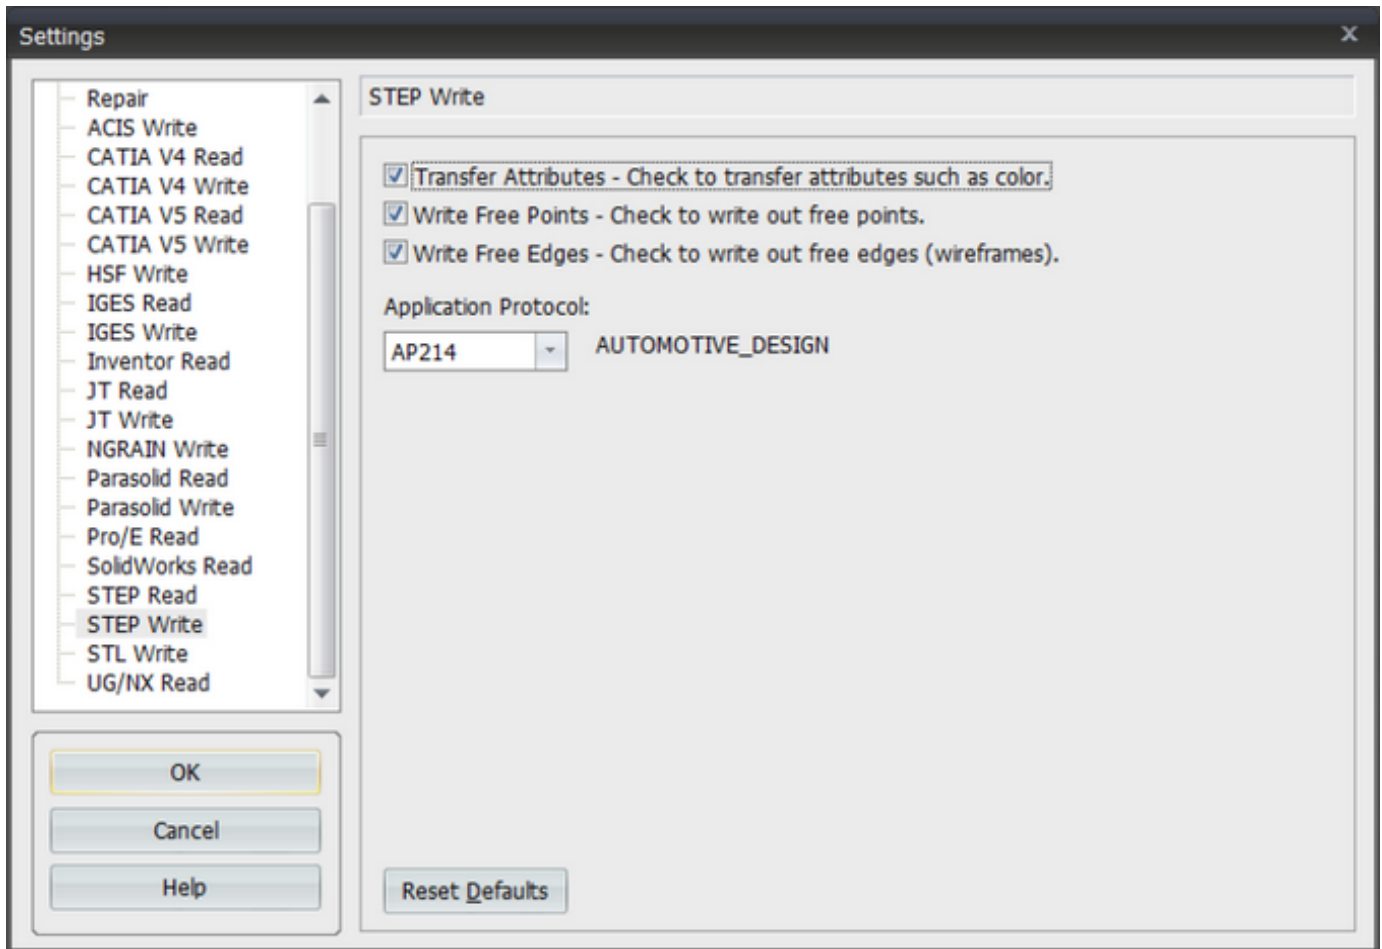 Settings
x
Repair
ACIS Write
CATIA V4 Read
CATIA V4 Write
CATIA V5 Read
CATIA V5 Write
HSF Write
IGES Read
IGES Write
Inventor Read
JT Read
JT Write
NGRAIN Write
Parasolid Read
Parasolid Write
Pro/E Read
SolidWorks Read
STEP Read
STEP Write
STL Write
UG/NX Read
OK
Cancel
Help
STEP Write
Transfer Attributes - Check to transfer attributes such as color.
Write Free Points - Check to write out free points.
Write Free Edges - Check to write out free edges (wireframes).
Application Protocol:
AP214 AUTOMOTIVE_DESIGN
Reset Defaults